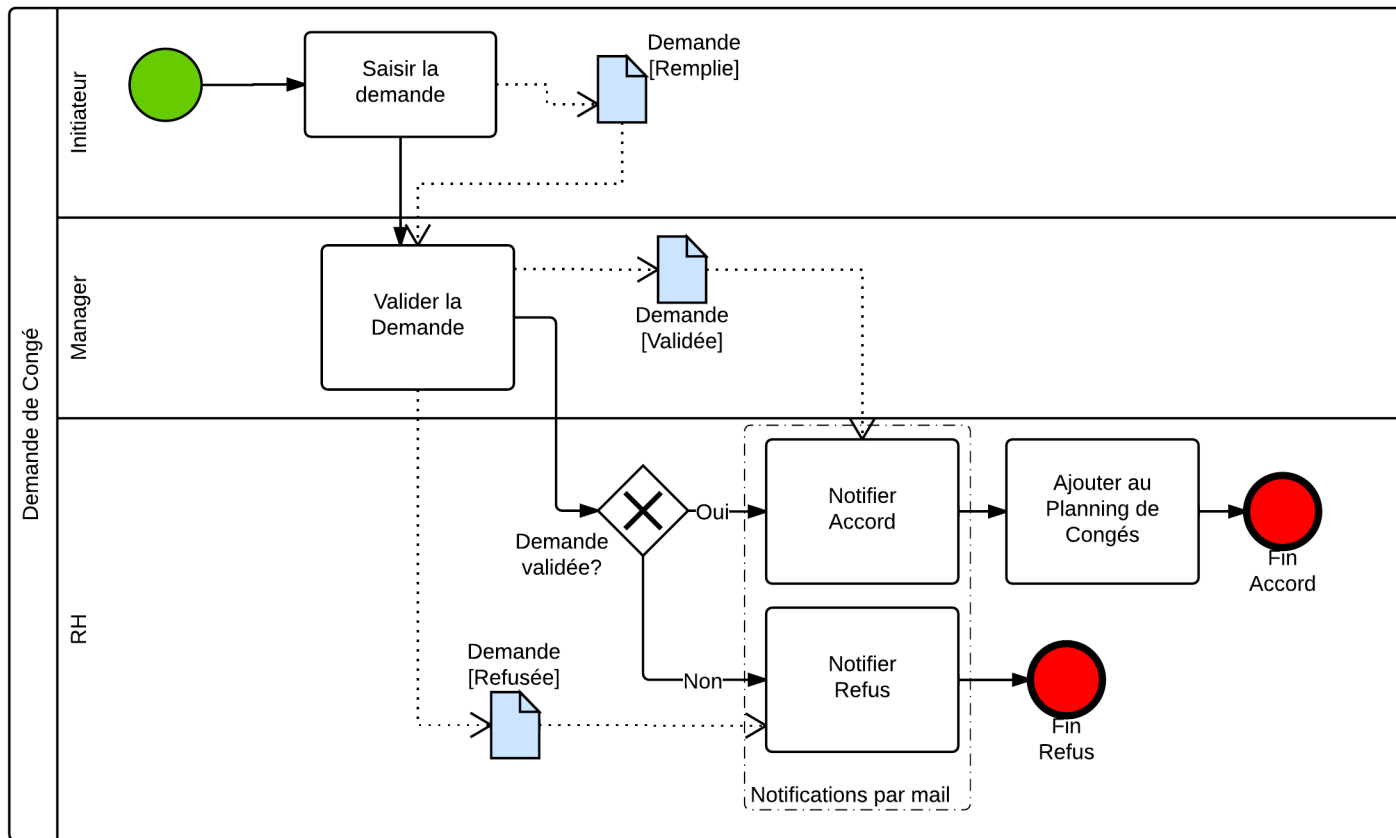 Demande de Congé
Initiateur
Saisir la
demande
Demande
[Remplie]
Manager
Valider la
Demande
Demande
[Validée]
RH
Demande
validée?
Oui
Notifier
Accord
Ajouter au
Planning de
Congés
Fin
Accord
Non
Demande
[Refusée]
Notifier
Refus
Fin
Refus
Notifications par mail